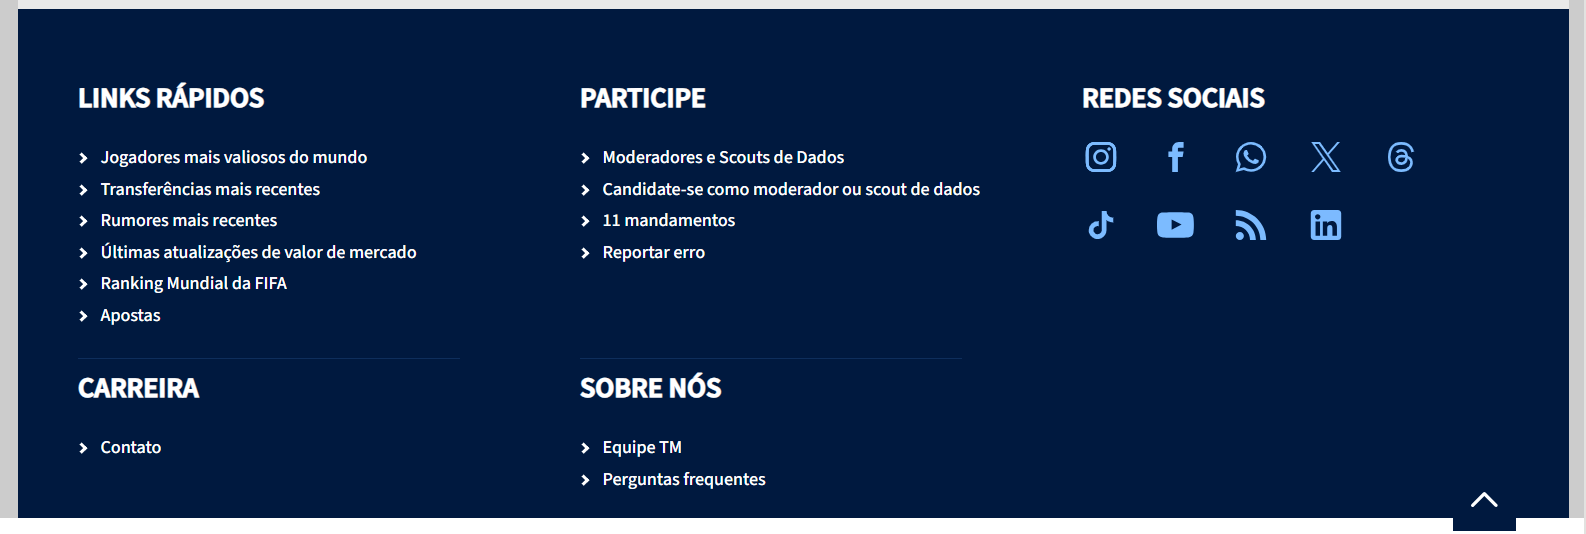 LINKS RÁPIDOS
Jogadores mais valiosos do mundo
Transferências mais recentes
Rumores mais recentes
Últimas atualizações de valor de mercado
Ranking Mundial da FIFA
Apostas
PARTICIPE
Moderadores e Scouts de Dados
Candidate-se como moderador ou scout de dados
11 mandamentos
Reportar erro
REDES SOCIAIS
CARREIRA
Contato
SOBRE NÓS
Equipe TM
Perguntas frequentes